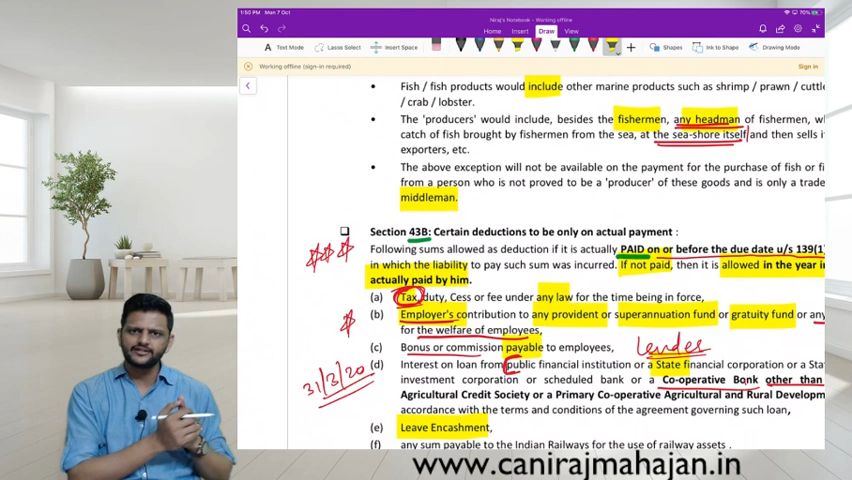 1:50 PM Mon 7 Oct
70%
Niraj's Notebook - Working offline
Home Insert Draw View
A Text Mode Lasso Select Insert Space Shapes Ink to Shape Drawing Mode
Working offline (sign-in required) Sign in
• Fish / fish products would include other marine products such as shrimp / prawn / cuttl
/ crab / lobster.
• The 'producers' would include, besides the fishermen, any headman of fishermen, w
catch of fish brought by fishermen from the sea, at the sea-shore itself and then sells i
exporters, etc.
• The above exception will not be available on the payment for the purchase of fish or fi
from a person who is not proved to be a 'producer' of these goods and is only a trade
middleman.
Section 43B: Certain deductions to be only on actual payment :
Following sums allowed as deduction if it is actually PAID on or before the due date u/s 139(1
in which the liability to pay such sum was incurred. If not paid, then it is allowed in the year i
actually paid by him.
(a) Tax, duty, Cess or fee under any law for the time being in force,
(b) Employer's contribution to any provident or superannuation fund or gratuity fund or any
for the welfare of employees,
(c) Bonus or commission payable to employees, Lender
(d) Interest on loan from public financial institution or a State financial corporation or a Sta
31/3/20
investment corporation or scheduled bank or a Co-operative Bank other than
Agricultural Credit Society or a Primary Co-operative Agricultural and Rural Developm
accordance with the terms and conditions of the agreement governing such loan,
(e) Leave Encashment,
(f) any sum payable to the Indian Railways for the use of railway assets .
www.canirajmahajan.in